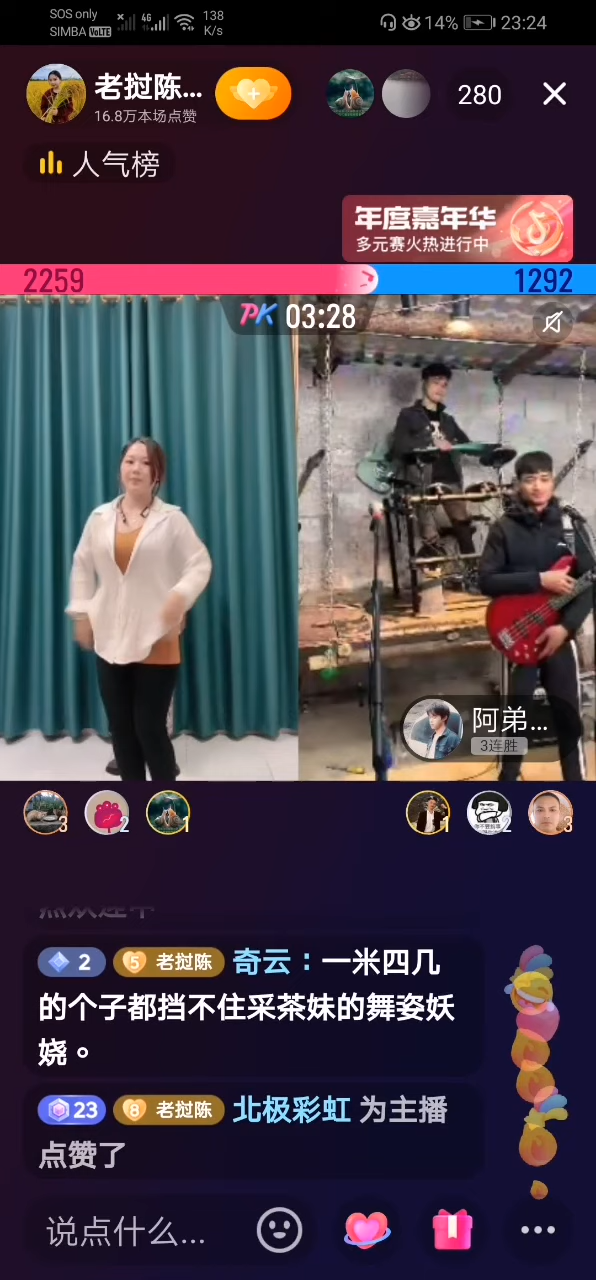 SOS only
SIMBA VoLTE
4G
138
K/s
14%
23:24
老挝陈...
16.8万本场点赞
280
人气榜
年度嘉年华
多元赛火热进行中
2259
1292
PK 03:28
阿弟...
3连胜
3
2
1
1
2
3
2 5 老挝陈 奇云：一米四几
的个子都挡不住采茶妹的舞姿妖
娆。
23 8 老挝陈 北极彩虹 为主播
点赞了
说点什么...